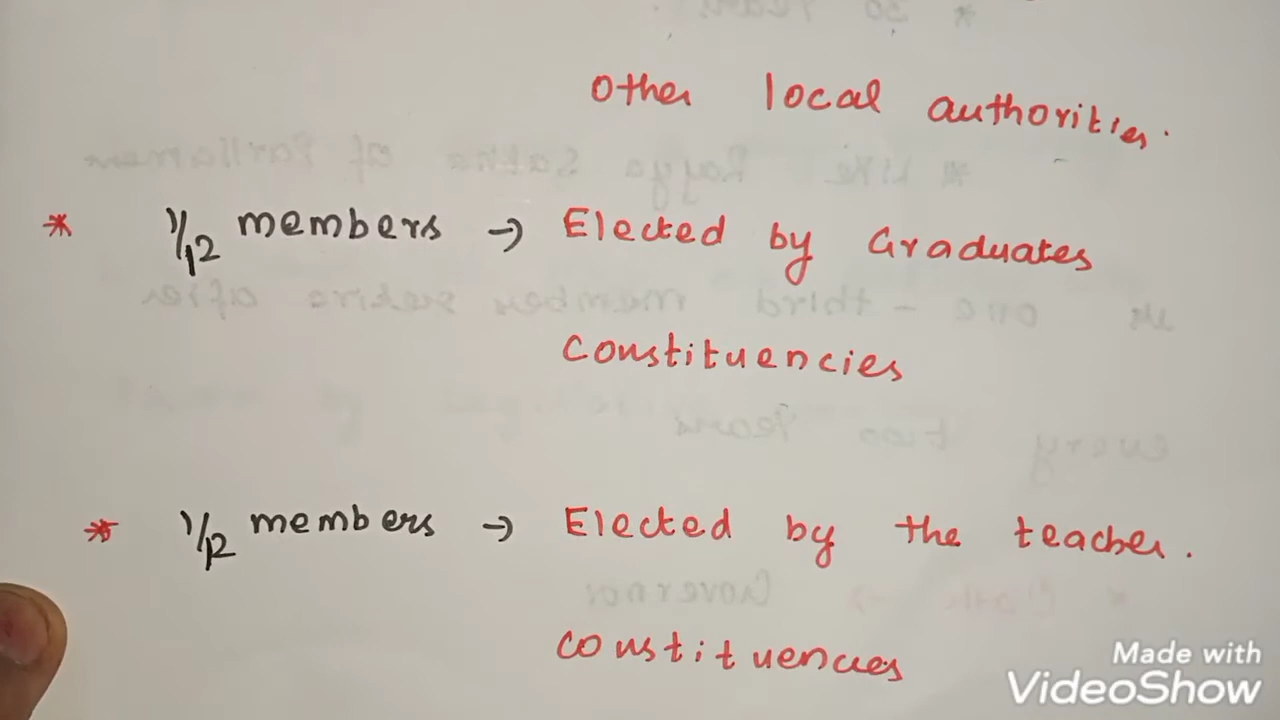 other local authorities.
* 1/12 members → Elected by Graduates
constituencies
* 1/12 members → Elected by the teacher.
constituencies
Made with
VideoShow